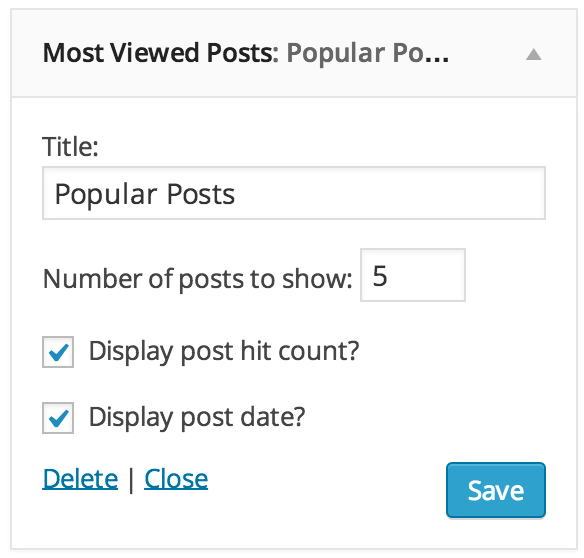 Most Viewed Posts: Popular Po...
Title:
Popular Posts
Number of posts to show: 5
Display post hit count?
Display post date?
Delete | Close
Save